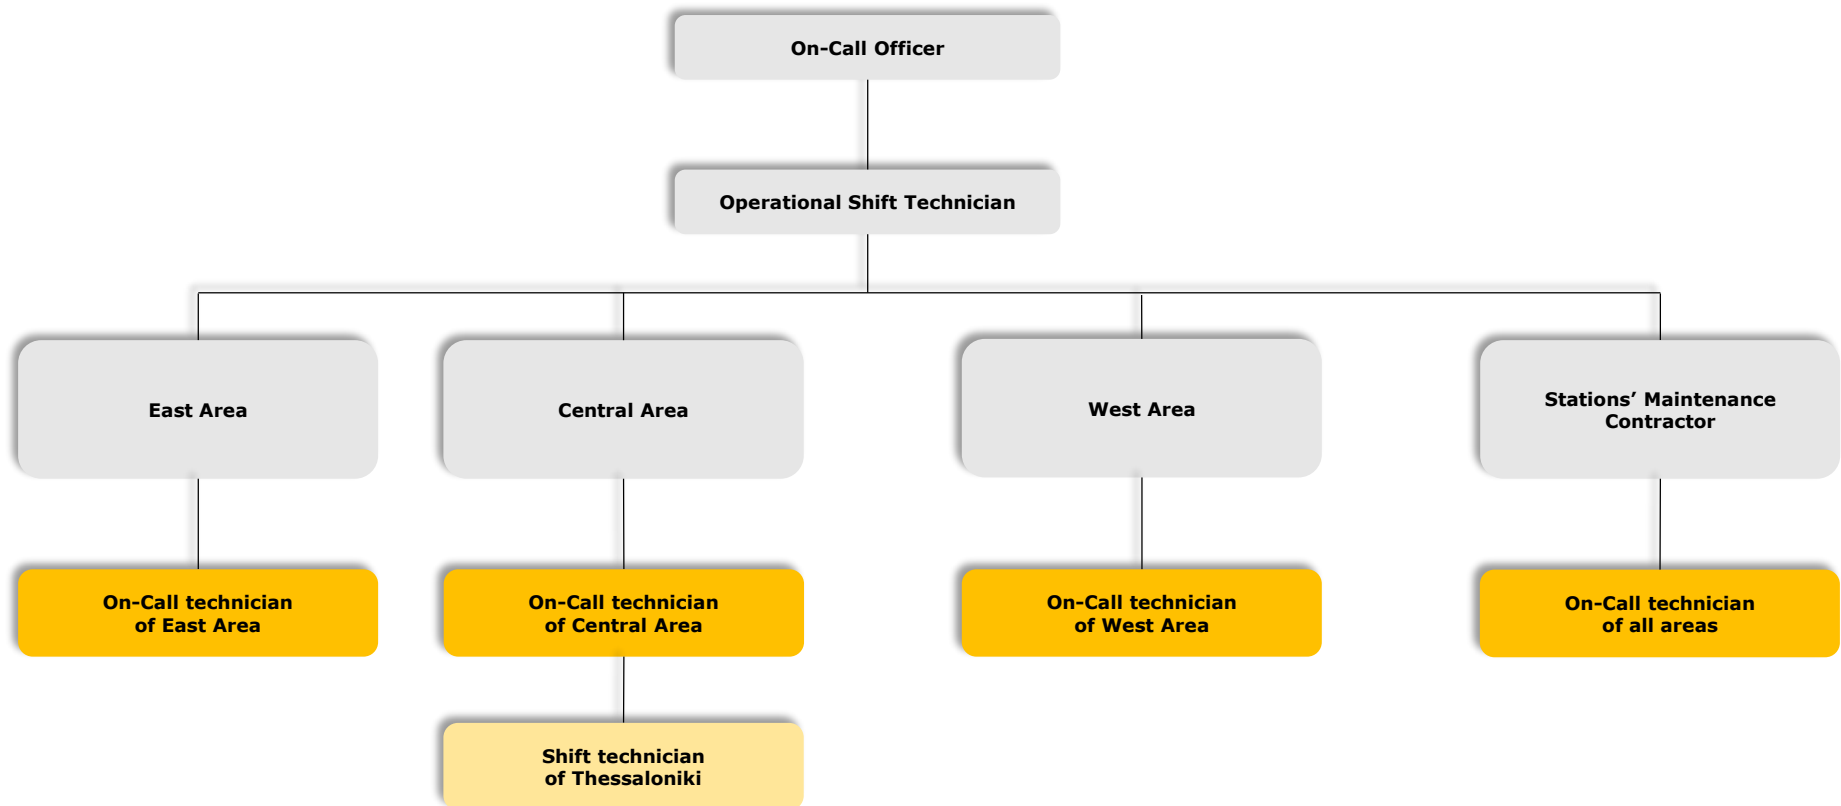 On-Call Officer
Operational Shift Technician
East Area
Central Area
West Area
Stations’ Maintenance
Contractor
On-Call technician
of East Area
On-Call technician
of Central Area
On-Call technician
of West Area
On-Call technician
of all areas
Shift technician
of Thessaloniki